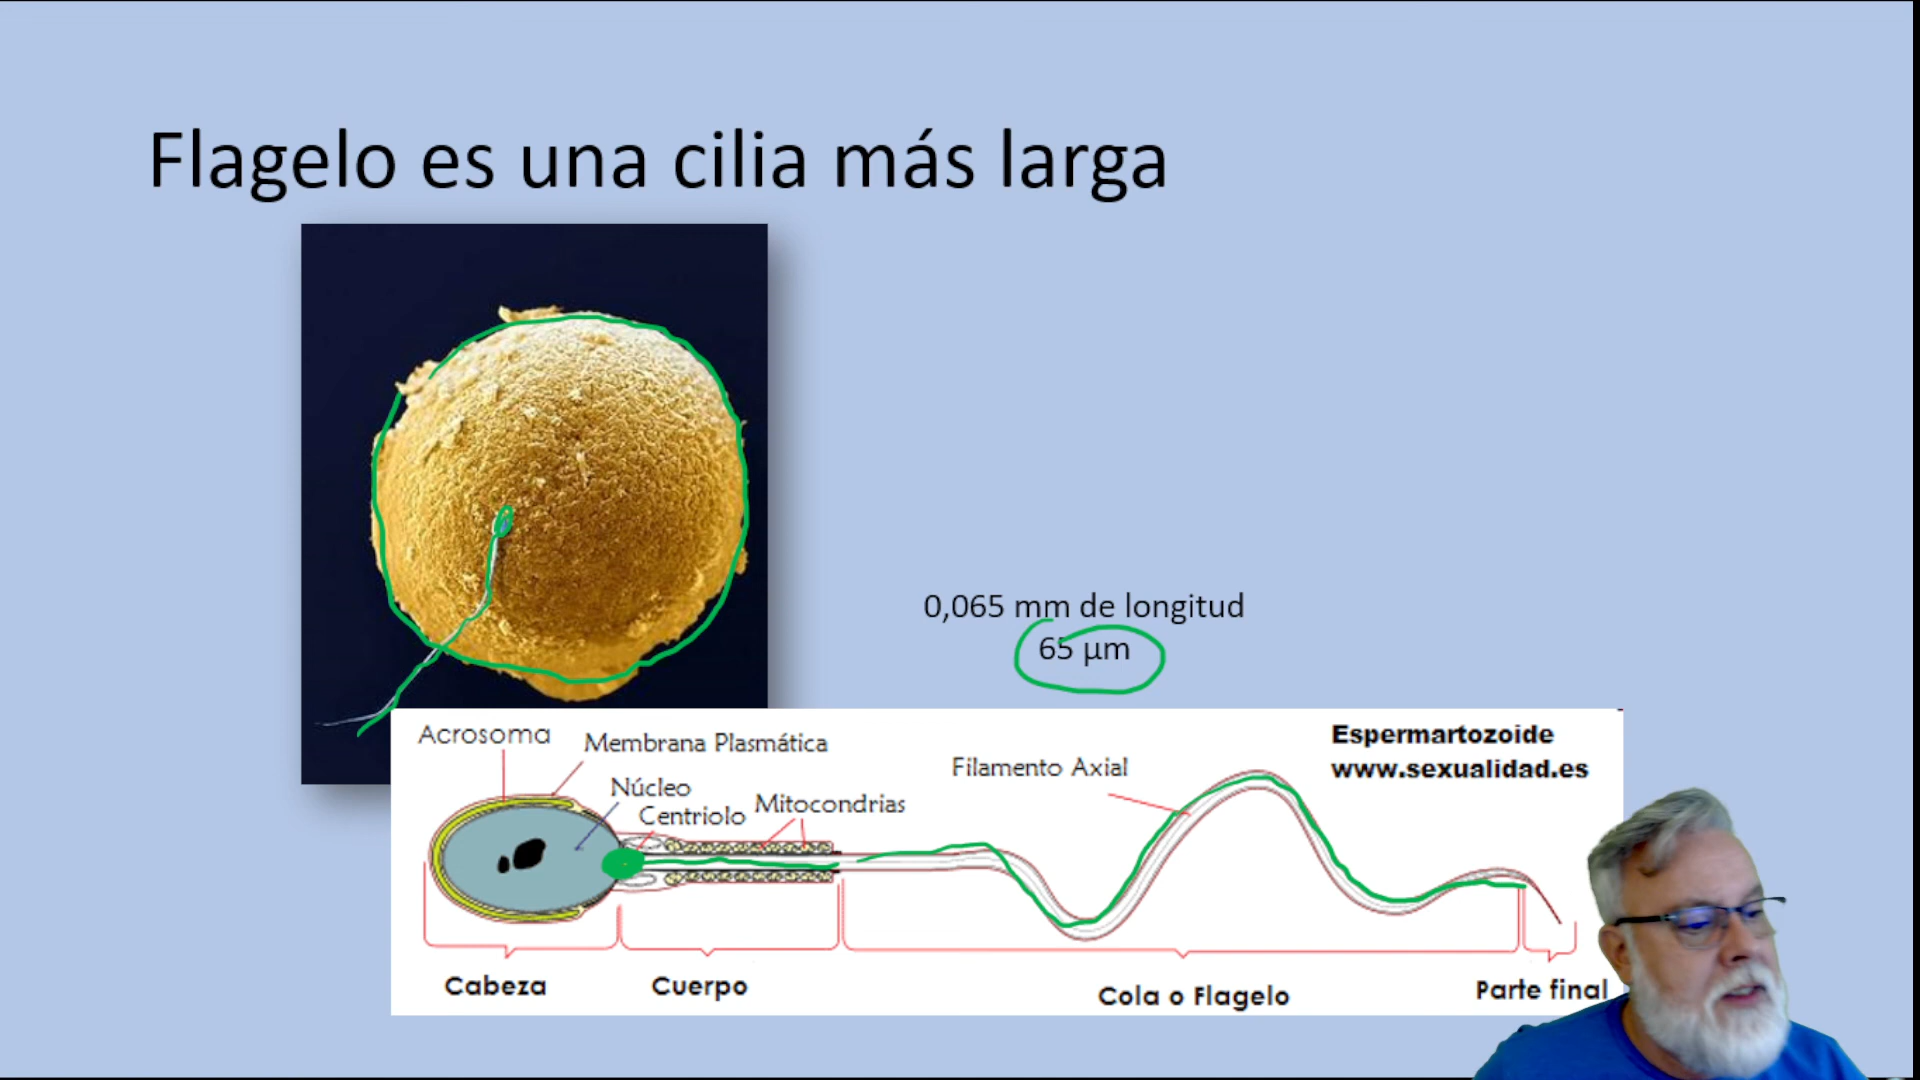 Flagelo es una cilia más larga
0,065 mm de longitud
65 µm
Acrosoma
Membrana Plasmática
Núcleo
Centriolo
Mitocondrias
Filamento Axial
Espermartozoide
www.sexualidad.es
Cabeza
Cuerpo
Cola o Flagelo
Parte final